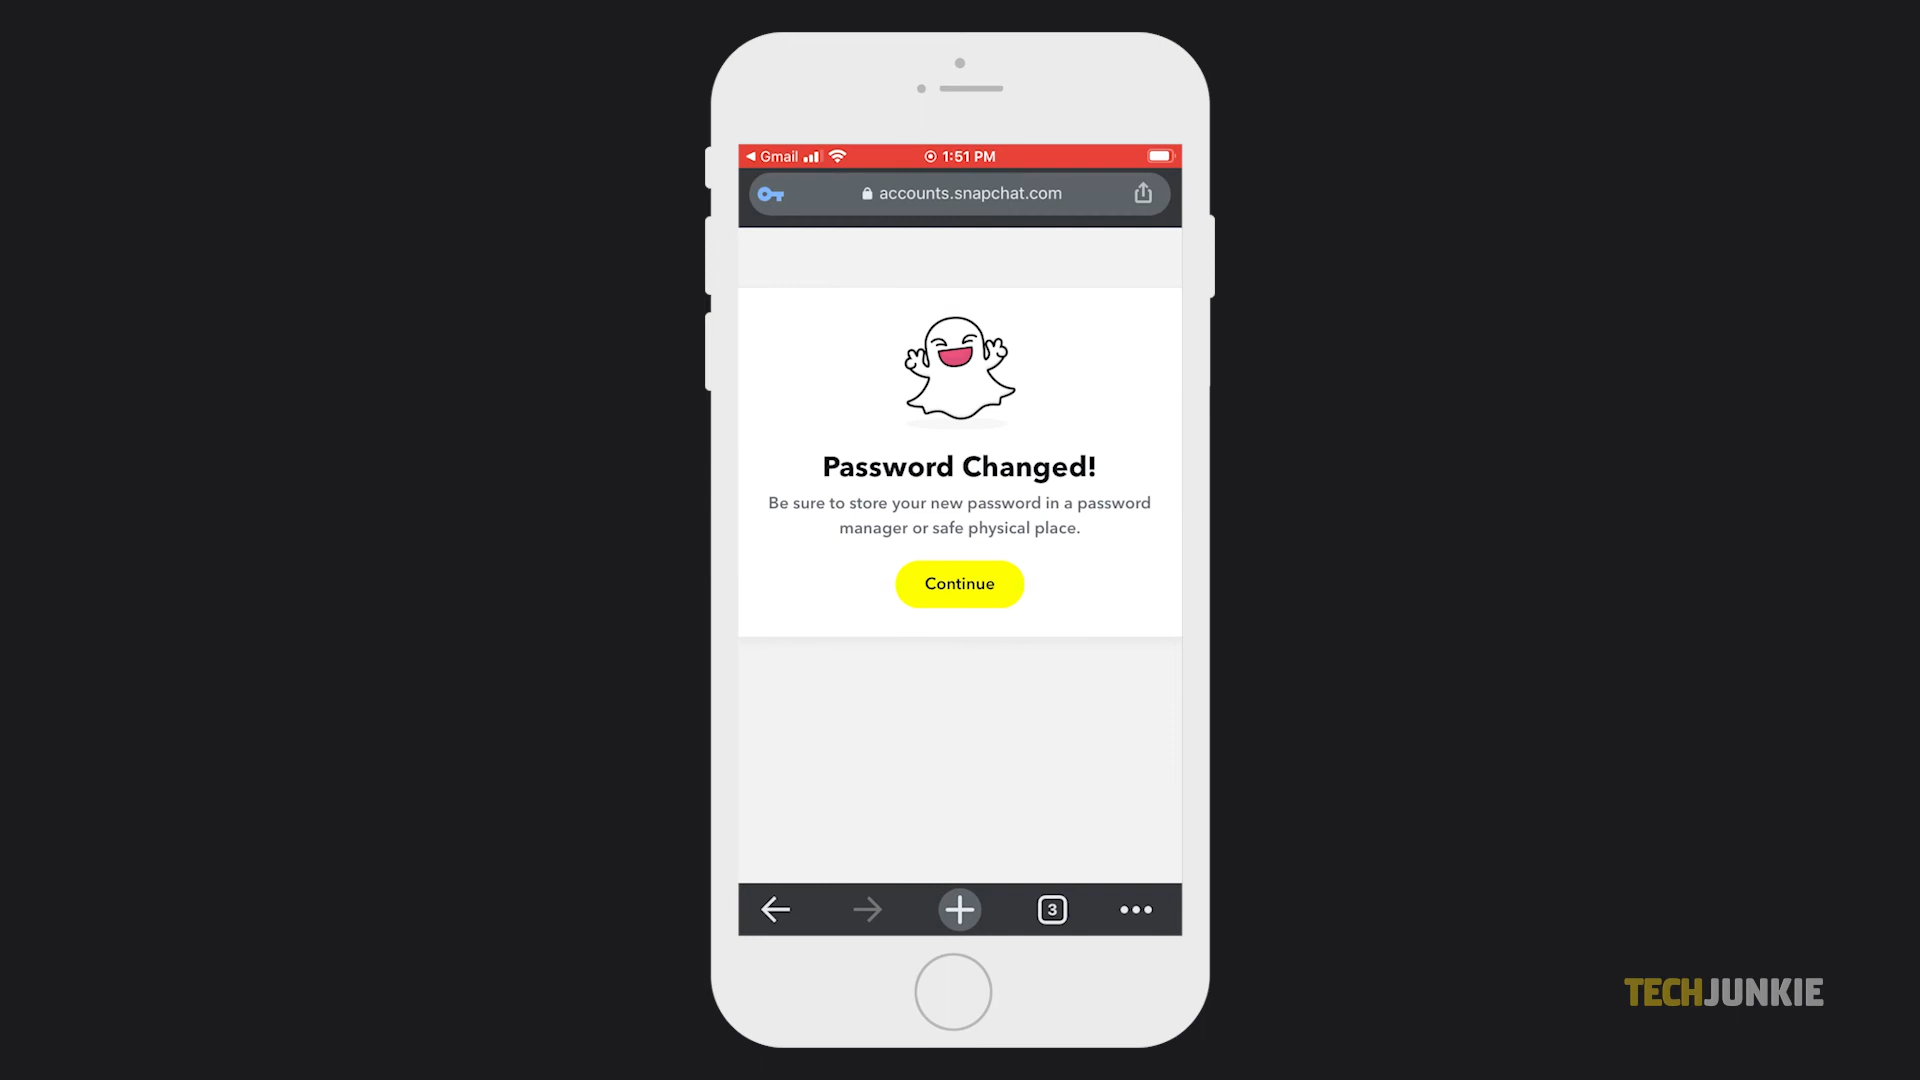 Gmail
1:51 PM
accounts.snapchat.com
Password Changed!
Be sure to store your new password in a password
manager or safe physical place.
Continue
3
TECHJUNKIE